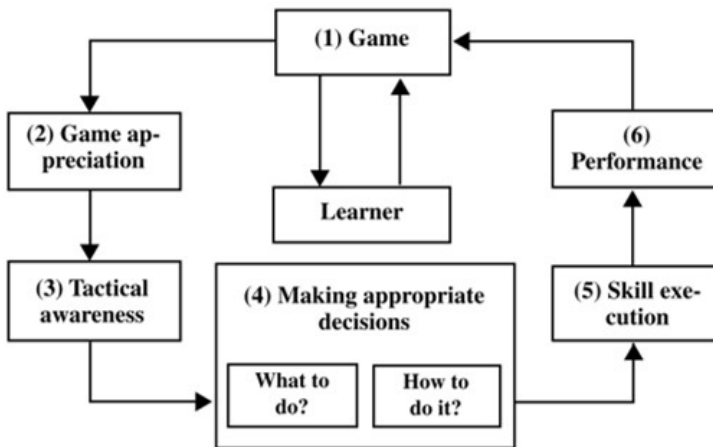 (1) Game
(2) Game ap-
preciation
(6)
Performance
Learner
(3) Tactical
awareness
(4) Making appropriate
decisions
What to
do?
How to
do it?
(5) Skill exe-
cution